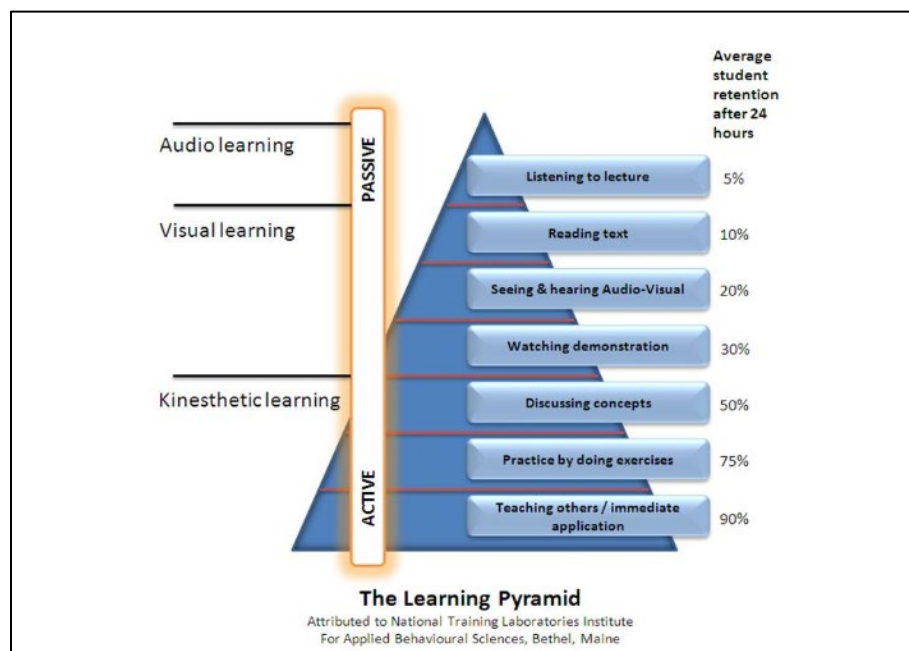 Average
student
retention
after 24
hours
Audio learning
PASSIVE
Listening to lecture 5%
Visual learning
Reading text 10%
Seeing & hearing Audio-Visual 20%
Watching demonstration 30%
Kinesthetic learning
Discussing concepts 50%
Practice by doing exercises 75%
ACTIVE
Teaching others / immediate
application 90%
The Learning Pyramid
Attributed to National Training Laboratories Institute
For Applied Behavioural Sciences, Bethel, Maine